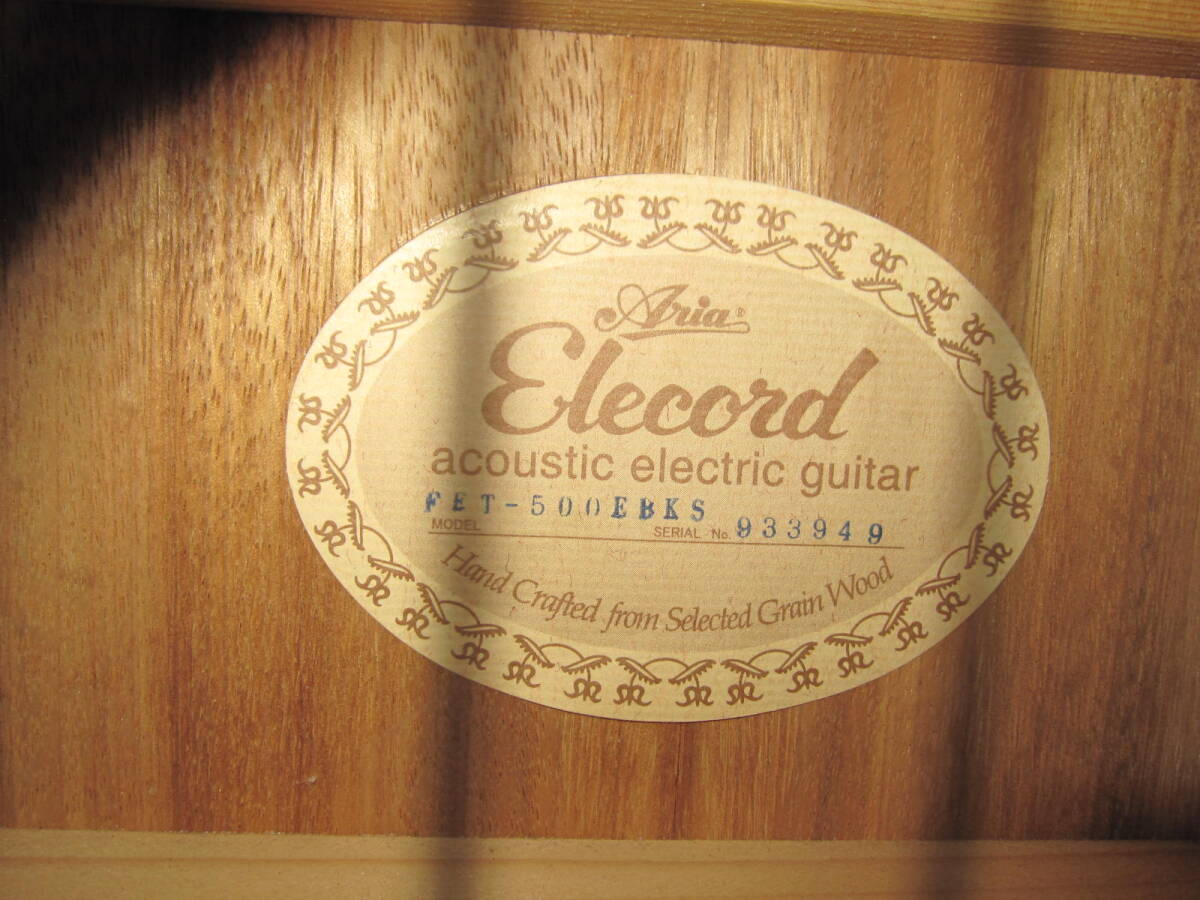 Aria®
Elecord
acoustic electric guitar
FET-500EBKS
MODEL SERIAL No. 933949
Hand Crafted from Selected Grain Wood